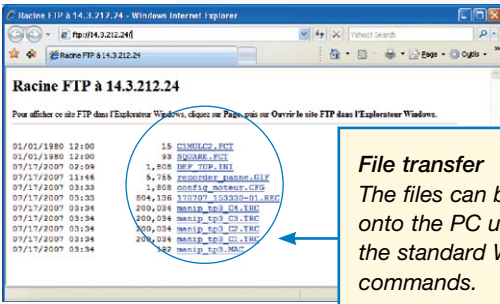 Racine FTP à 14.3.212.24 - Windows Internet Explorer
ftp://14.3.212.24/
Yahoo! Search
Racine FTP à 14.3.212.24
Page
Outils
Racine FTP à 14.3.212.24
Pour afficher ce site FTP dans l'Explorateur Windows, cliquez sur Page, puis sur Ouvrir le site FTP dans l'Explorateur Windows.
01/01/1980 12:00 15 C1MULC2.FCT
01/01/1980 12:00 93 SQUARE.FCT
07/17/2007 02:09 1,808 DEF_TUP.INI
07/17/2007 11:46 5,755 recorder_panne.GIF
07/17/2007 03:33 1,808 config_moteur.CFG
07/17/2007 03:33 804,136 170707_153330-01.REC
07/17/2007 03:34 200,034 manip_tp3_C4.TRC
07/17/2007 03:34 200,034 manip_tp3_C3.TRC
07/17/2007 03:34 200,034 manip_tp3_C2.TRC
07/17/2007 03:34 200,034 manip_tp3_C1.TRC
07/17/2007 03:34 192 manip_tp3.MAC
File transfer
The files can b
onto the PC u
the standard W
commands.